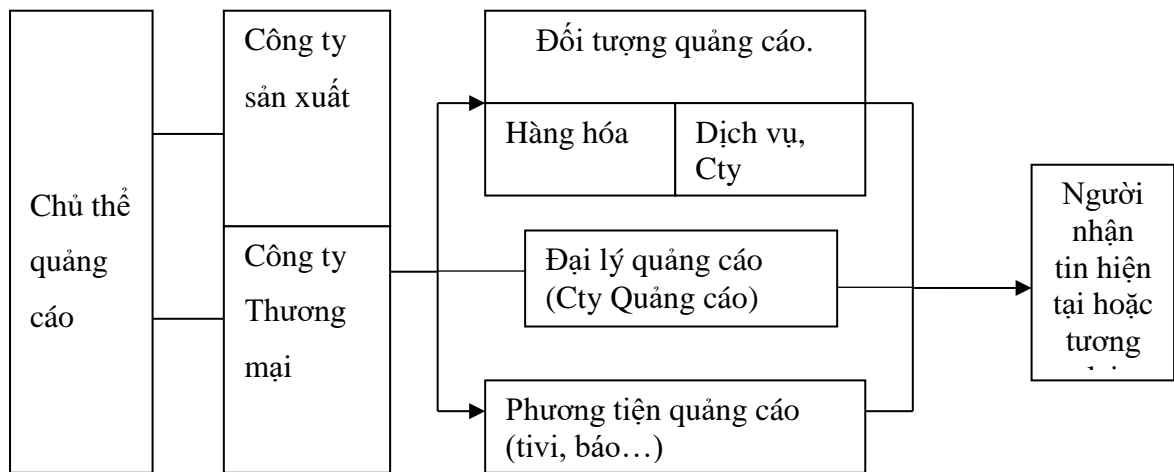 Chủ thể
quảng
cáo
Công ty
sản xuất
Công ty
Thương
mại
Đối tượng quảng cáo.
Hàng hóa
Dịch vụ,
Cty
Đại lý quảng cáo
(Cty Quảng cáo)
Phương tiện quảng cáo
(tivi, báo…)
Người
nhận
tin hiện
tại hoặc
tương